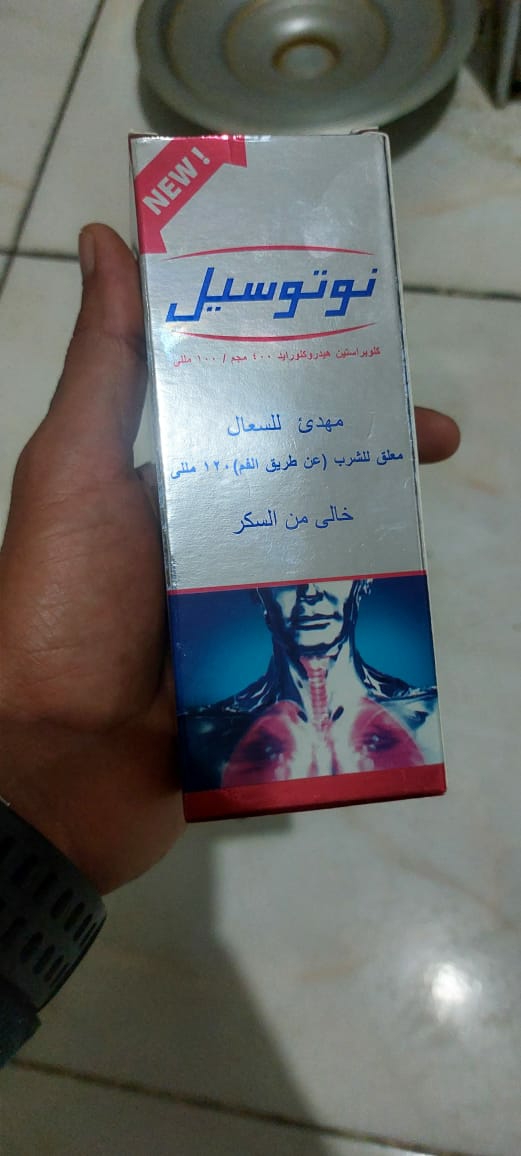 NEW!
نوتوسيل
كلوبراستين هيدروكلورايد ٤٠٠ مجم / ١٠٠ مللى
مهدئ للسعال
معلق للشرب (عن طريق الفم) ١٢٠ مللى
خالى من السكر